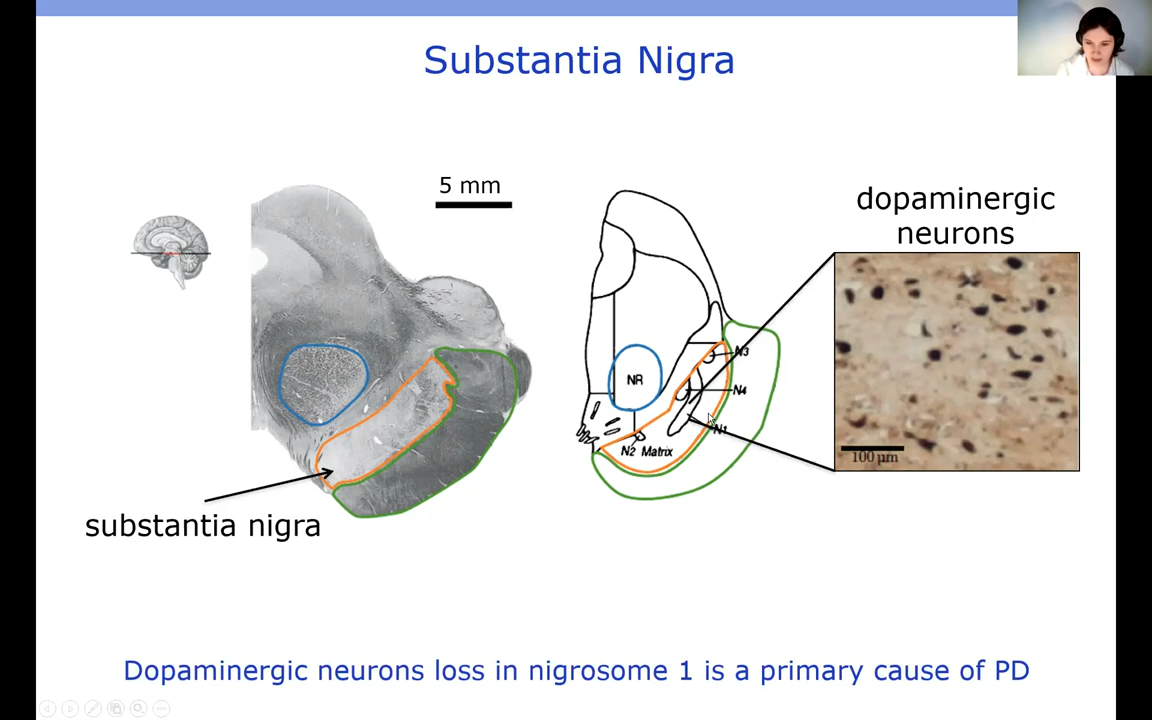 Substantia Nigra
5 mm
dopaminergic
neurons
N3
NR
N4
N1
N2 Matrix
100 µm
substantia nigra
Dopaminergic neurons loss in nigrosome 1 is a primary cause of PD